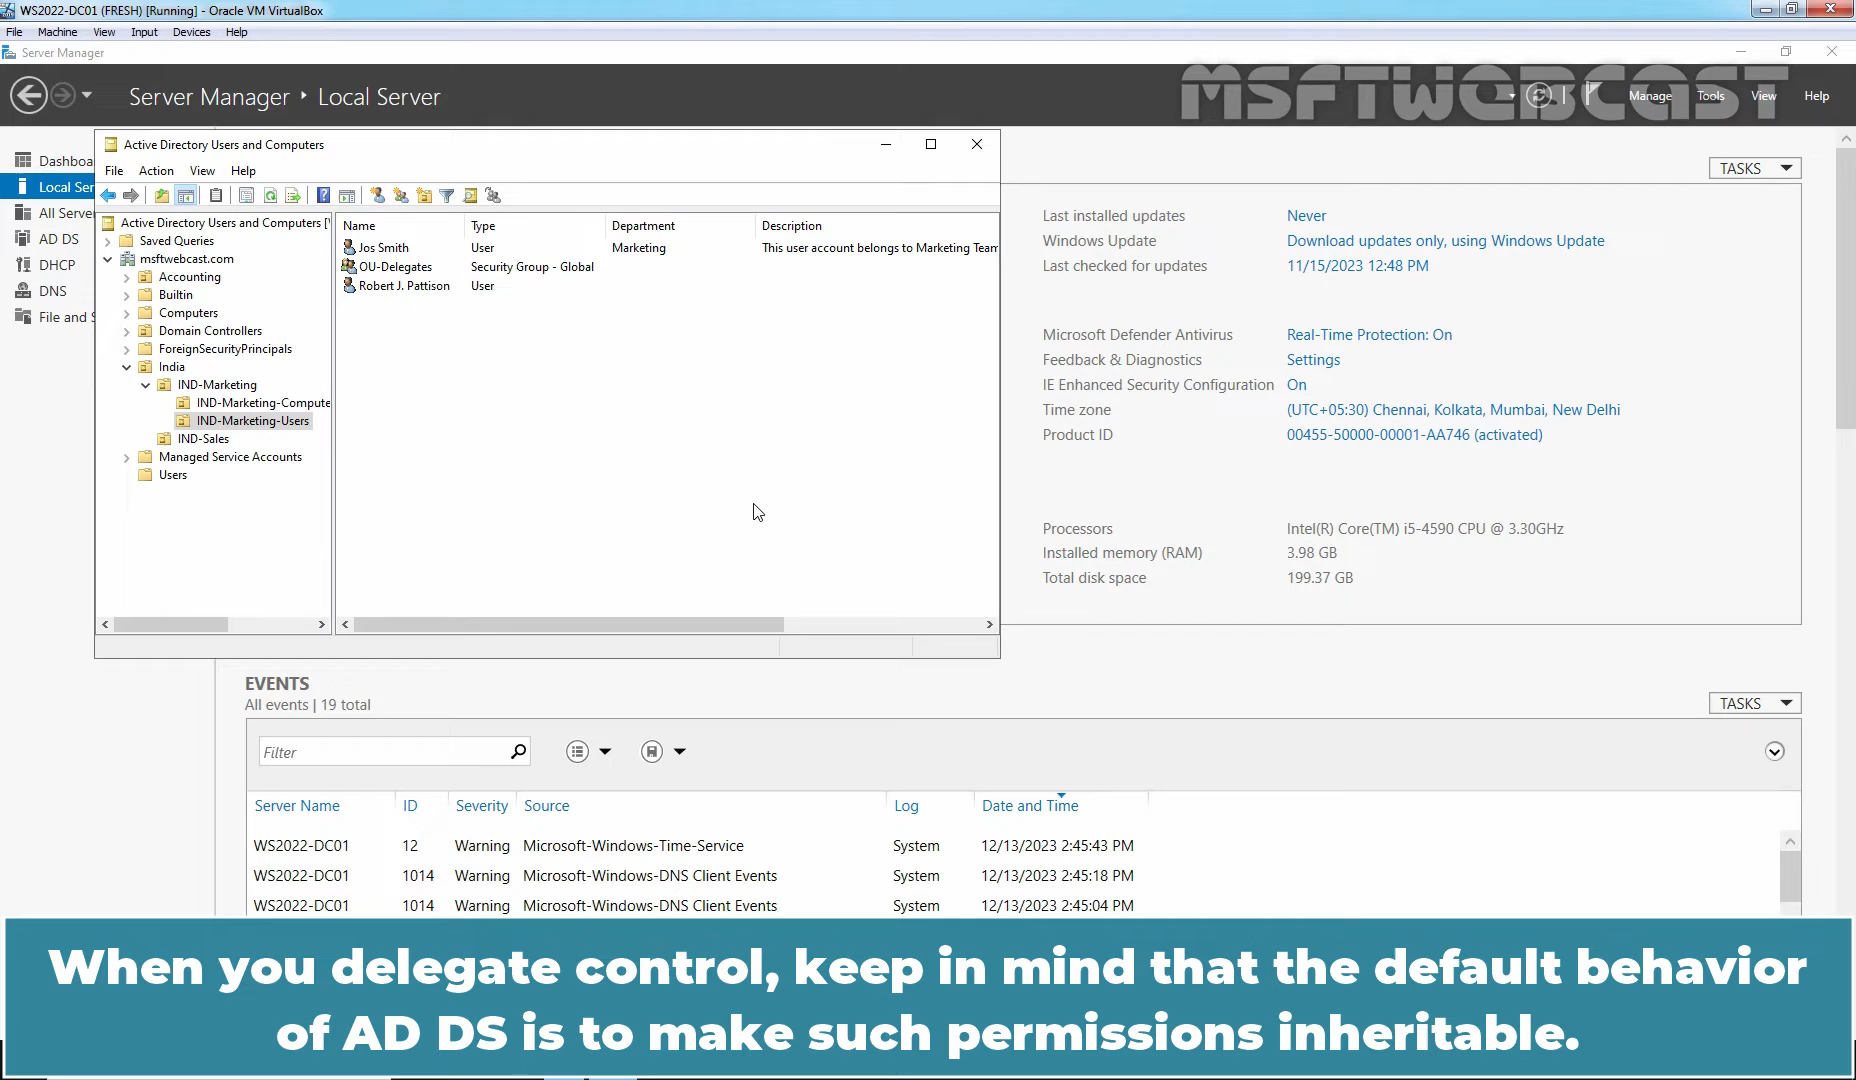 WS2022-DC01 (FRESH) [Running] - Oracle VM VirtualBox
File Machine View Input Devices Help
Server Manager
Server Manager ‣ Local Server
MSFTWEBCAST
Manage Tools View Help
Dashboa
Local Ser
All Serve
AD DS
DHCP
DNS
File and S
Active Directory Users and Computers
File Action View Help
Active Directory Users and Computers [
Saved Queries
msftwebcast.com
Accounting
Builtin
Computers
Domain Controllers
ForeignSecurityPrincipals
India
IND-Marketing
IND-Marketing-Compute
IND-Marketing-Users
IND-Sales
Managed Service Accounts
Users
Name Type Department Description
Jos Smith User Marketing This user account belongs to Marketing Team
OU-Delegates Security Group - Global
Robert J. Pattison User
TASKS
Last installed updates Never
Windows Update Download updates only, using Windows Update
Last checked for updates 11/15/2023 12:48 PM
Microsoft Defender Antivirus Real-Time Protection: On
Feedback & Diagnostics Settings
IE Enhanced Security Configuration On
Time zone (UTC+05:30) Chennai, Kolkata, Mumbai, New Delhi
Product ID 00455-50000-00001-AA746 (activated)
Processors Intel(R) Core(TM) i5-4590 CPU @ 3.30GHz
Installed memory (RAM) 3.98 GB
Total disk space 199.37 GB
EVENTS
All events | 19 total
TASKS
Filter
Server Name ID Severity Source Log Date and Time
WS2022-DC01 12 Warning Microsoft-Windows-Time-Service System 12/13/2023 2:45:43 PM
WS2022-DC01 1014 Warning Microsoft-Windows-DNS Client Events System 12/13/2023 2:45:18 PM
WS2022-DC01 1014 Warning Microsoft-Windows-DNS Client Events System 12/13/2023 2:45:04 PM
When you delegate control, keep in mind that the default behavior
of AD DS is to make such permissions inheritable.